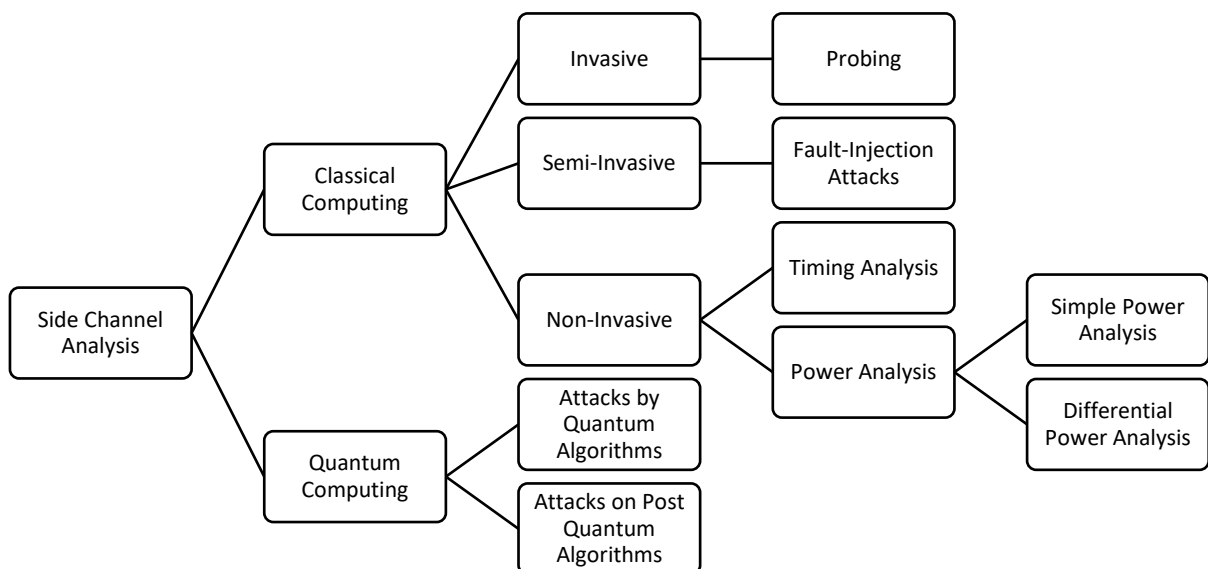 Side Channel
Analysis
Classical
Computing
Invasive
Probing
Semi-Invasive
Fault-Injection
Attacks
Non-Invasive
Timing Analysis
Power Analysis
Simple Power
Analysis
Differential
Power Analysis
Quantum
Computing
Attacks by
Quantum
Algorithms
Attacks on Post
Quantum
Algorithms